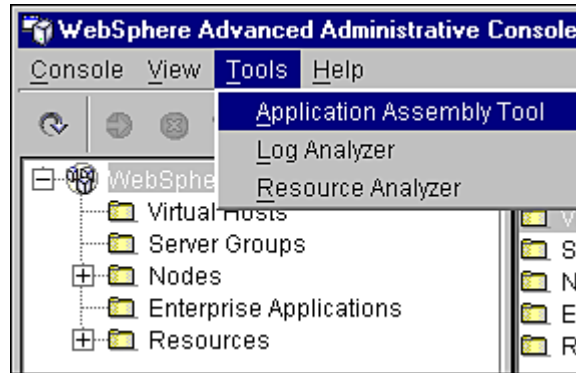 WebSphere Advanced Administrative Console
Console View Tools Help
Application Assembly Tool
Log Analyzer
Resource Analyzer
WebSphe
Virtual Hosts
Server Groups
Nodes
Enterprise Applications
Resources
V
S
N
E
R